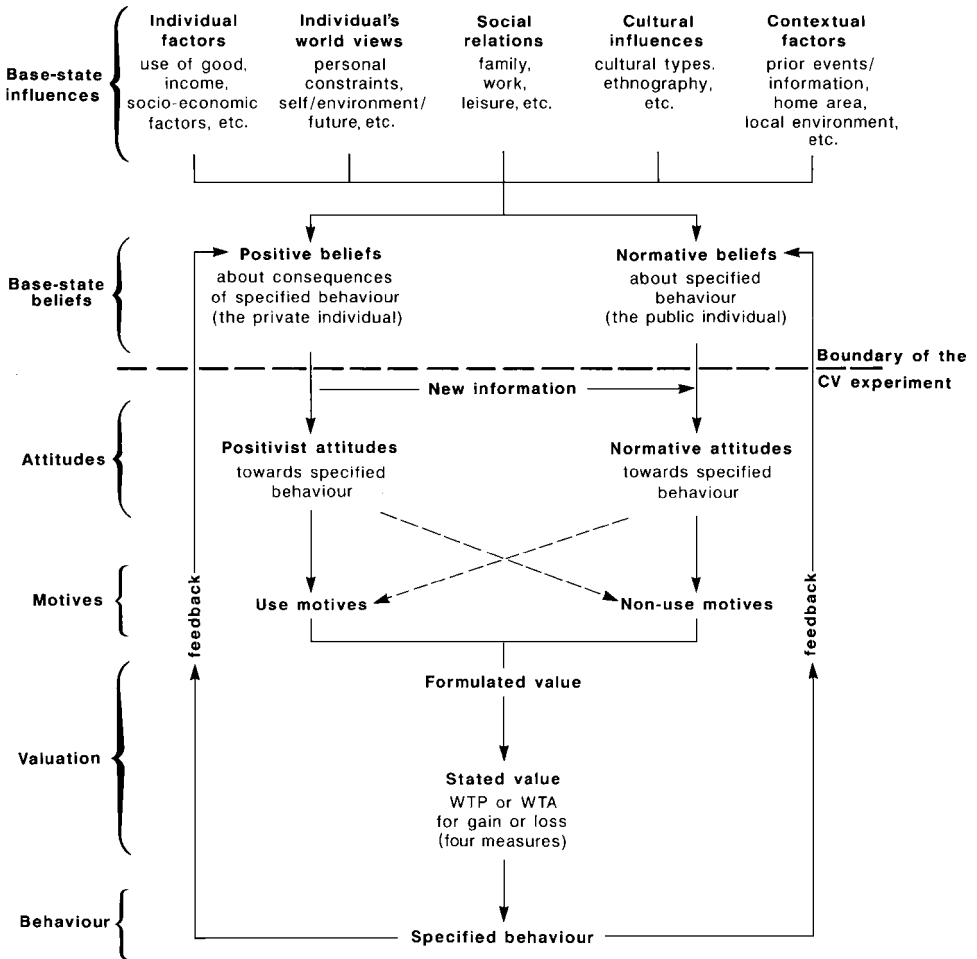 Base-state
influences
Individual
factors
use of good,
income,
socio-economic
factors, etc.
Individual's
world views
personal
constraints,
self/environment/
future, etc.
Social
relations
family,
work,
leisure, etc.
Cultural
influences
cultural types.
ethnography,
etc.
Contextual
factors
prior events/
information,
home area,
local environment,
etc.
Base-state
beliefs
Positive beliefs
about consequences
of specified behaviour
(the private individual)
Normative beliefs
about specified
behaviour
(the public individual)
Boundary of the
CV experiment
New information
Attitudes
Positivist attitudes
towards specified
behaviour
Normative attitudes
towards specified
behaviour
Motives
Use motives
Non-use motives
feedback
feedback
Valuation
Formulated value
Stated value
WTP or WTA
for gain or loss
(four measures)
Behaviour
Specified behaviour